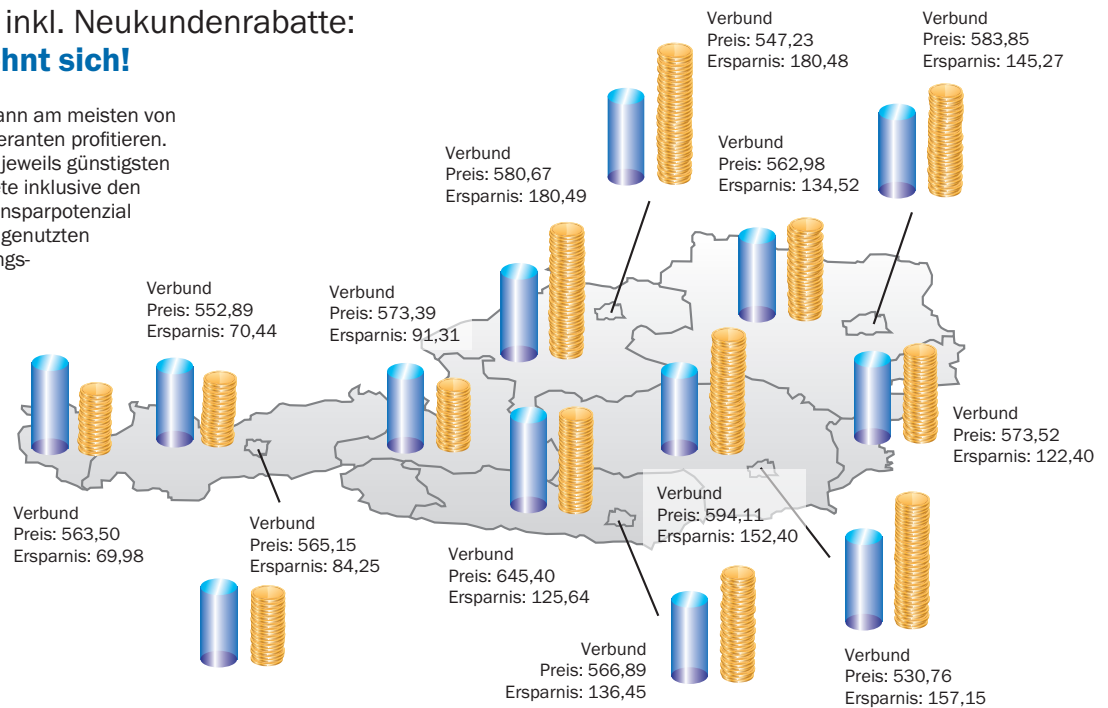 inkl. Neukundenrabatte:
hnt sich!
ann am meisten von
eranten profitieren.
jeweils günstigsten
ete inklusive den
nsparpotenzial
genutzten
ngs-
Verbund
Preis: 547,23
Ersparnis: 180,48
Verbund
Preis: 583,85
Ersparnis: 145,27
Verbund
Preis: 580,67
Ersparnis: 180,49
Verbund
Preis: 562,98
Ersparnis: 134,52
Verbund
Preis: 552,89
Ersparnis: 70,44
Verbund
Preis: 573,39
Ersparnis: 91,31
Verbund
Preis: 573,52
Ersparnis: 122,40
Verbund
Preis: 563,50
Ersparnis: 69,98
Verbund
Preis: 565,15
Ersparnis: 84,25
Verbund
Preis: 645,40
Ersparnis: 125,64
Verbund
Preis: 594,11
Ersparnis: 152,40
Verbund
Preis: 566,89
Ersparnis: 136,45
Verbund
Preis: 530,76
Ersparnis: 157,15